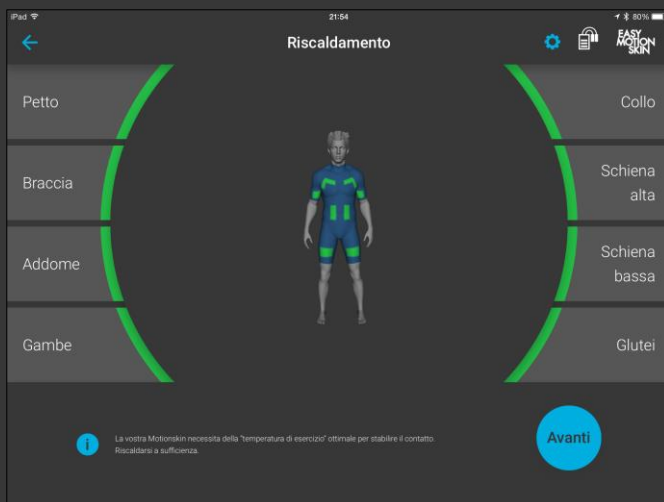 iPad 21:54 80%
Riscaldamento
EASY
MOTION
SKIN
Petto
Collo
Braccia
Schiena
alta
Addome
Schiena
bassa
Gambe
Glutei
i
La vostra Motionskin necessita della "temperatura di esercizio" ottimale per stabilire il contatto.
Riscaldarsi a sufficienza.
Avanti